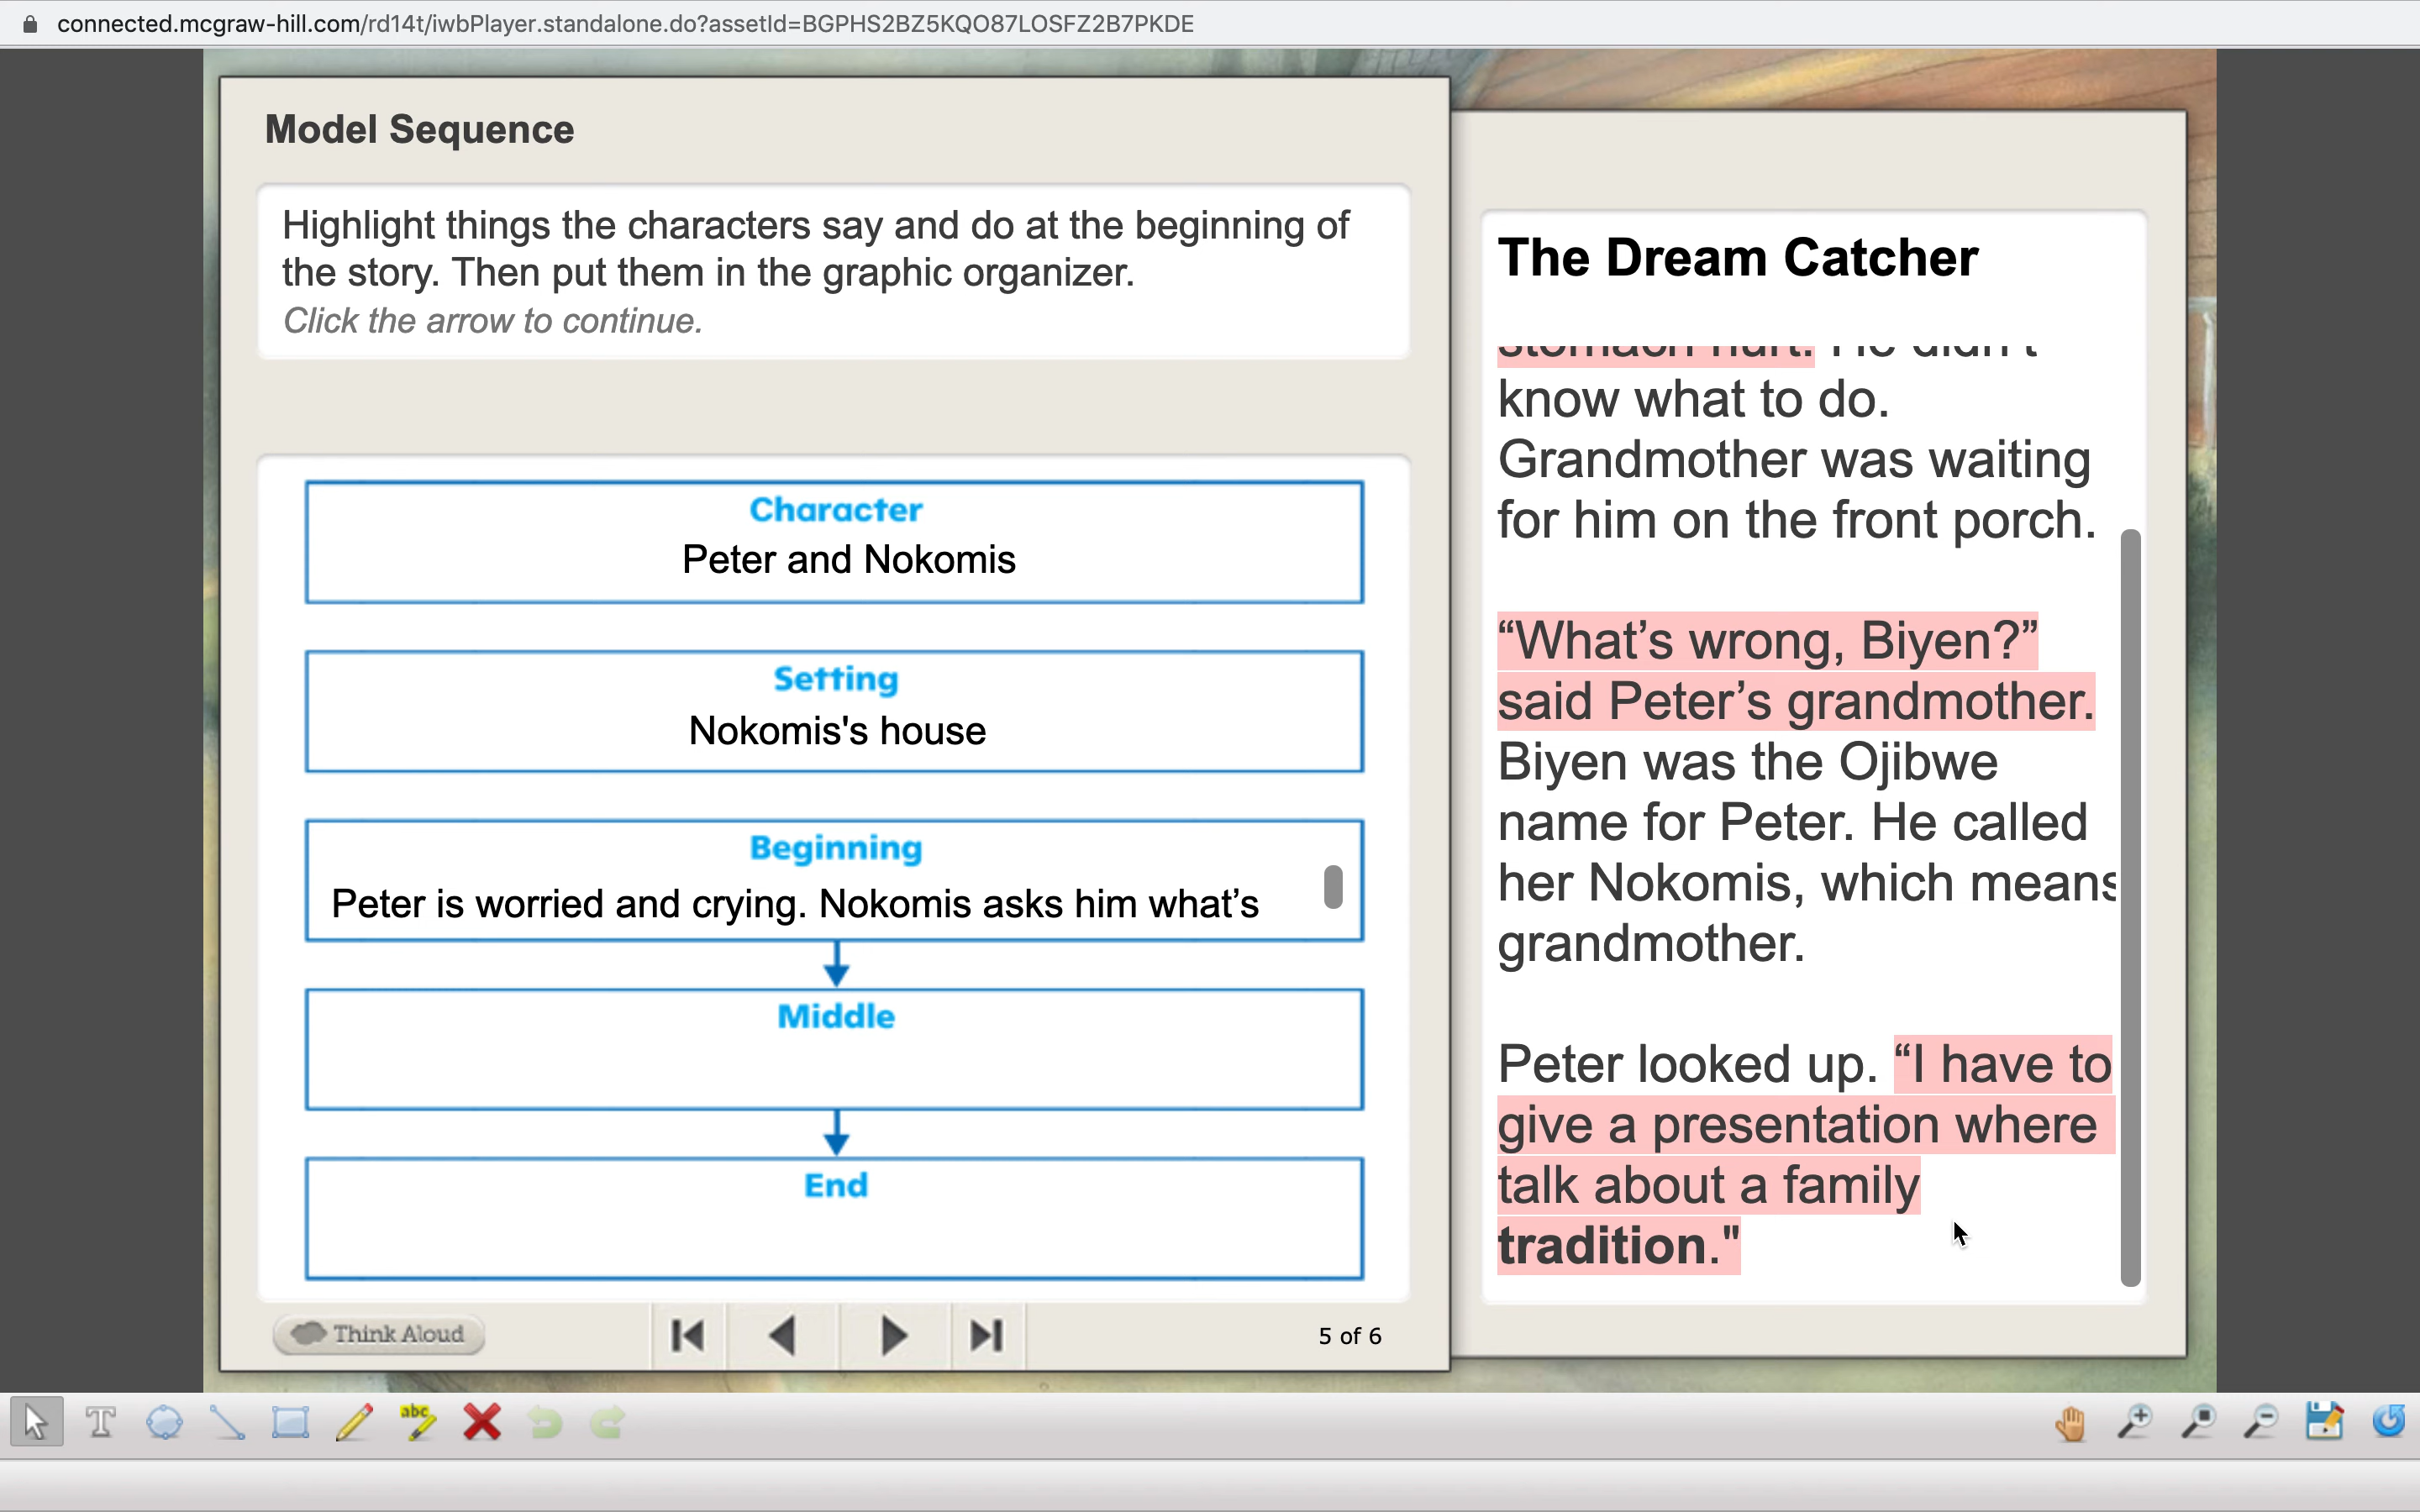 connected.mcgraw-hill.com/rd14t/iwbPlayer.standalone.do?assetId=BGPHS2BZ5KQO87LOSFZ2B7PKDE
Model Sequence
Highlight things the characters say and do at the beginning of
the story. Then put them in the graphic organizer.
Click the arrow to continue.
Character
Peter and Nokomis
Setting
Nokomis's house
Beginning
Peter is worried and crying. Nokomis asks him what’s
Middle
End
Think Aloud
5 of 6
The Dream Catcher
stomach hurt. He didn’t
know what to do.
Grandmother was waiting
for him on the front porch.
“What’s wrong, Biyen?”
said Peter’s grandmother.
Biyen was the Ojibwe
name for Peter. He called
her Nokomis, which means
grandmother.
Peter looked up. “I have to
give a presentation where
talk about a family
tradition."
T
abc